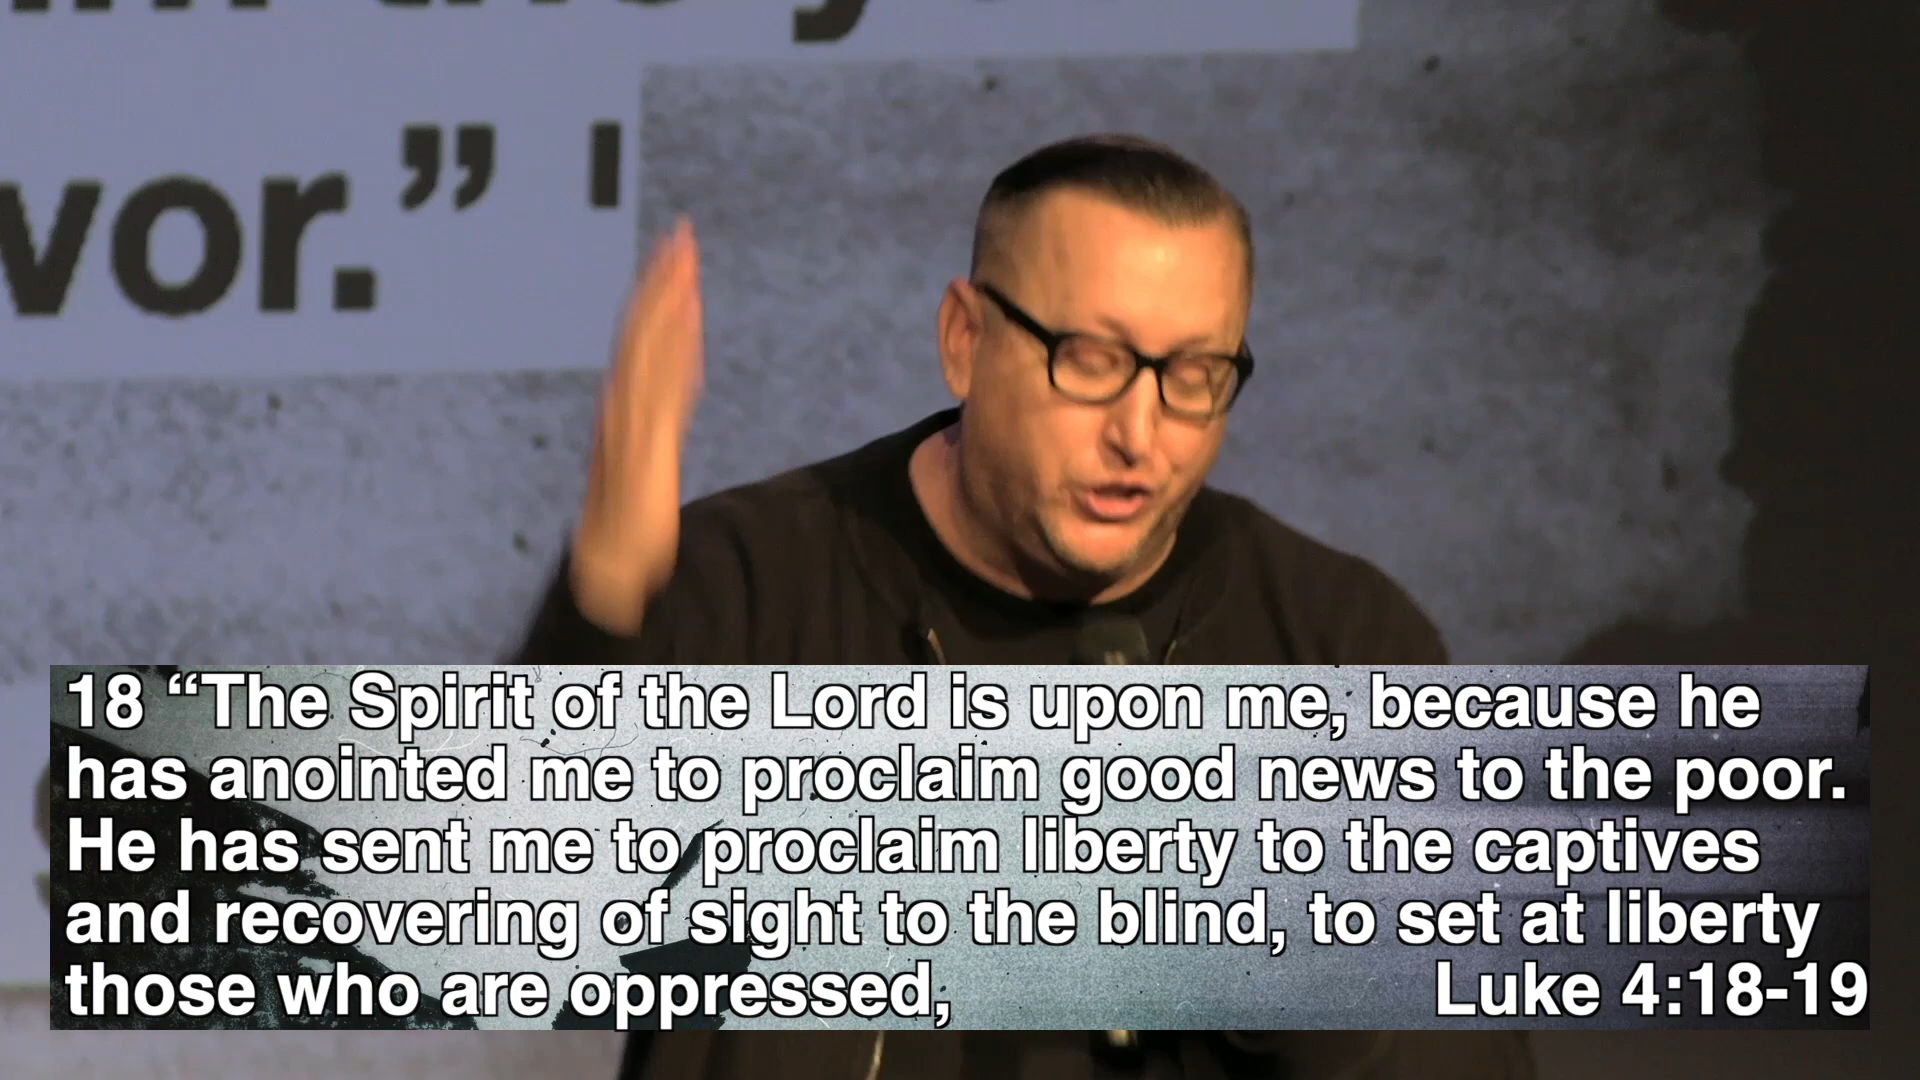 vor.” '
18 “The Spirit of the Lord is upon me, because he
has anointed me to proclaim good news to the poor.
He has sent me to proclaim liberty to the captives
and recovering of sight to the blind, to set at liberty
those who are oppressed,
Luke 4:18-19